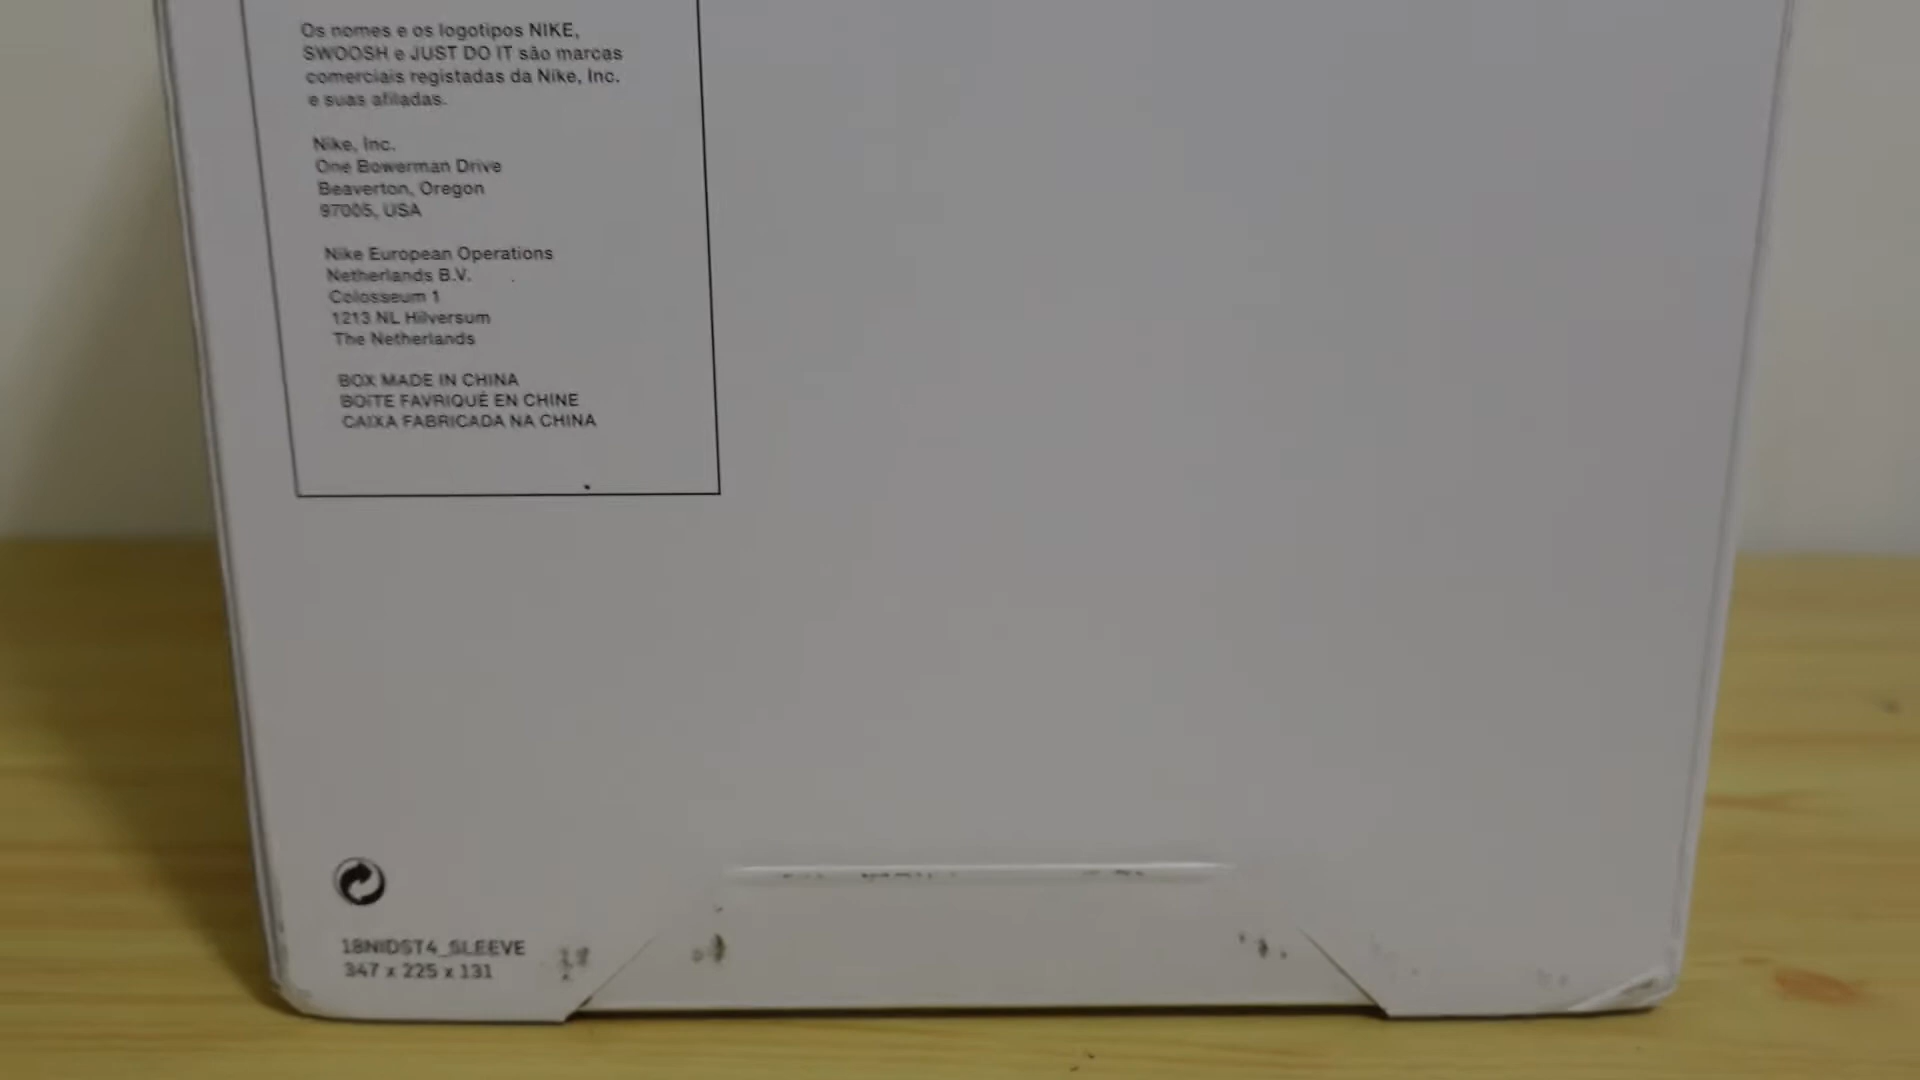 Os nomes e os logotipos NIKE,
SWOOSH e JUST DO IT são marcas
comerciais registadas da Nike, Inc.
e suas afiladas.
Nike, Inc.
One Bowerman Drive
Beaverton, Oregon
97005, USA
Nike European Operations
Netherlands B.V.
Colosseum 1
1213 NL Hilversum
The Netherlands
BOX MADE IN CHINA
BOITE FAVRIQUÉ EN CHINE
CAIXA FABRICADA NA CHINA
18NIDST4_SLEEVE
347 x 225 x 131